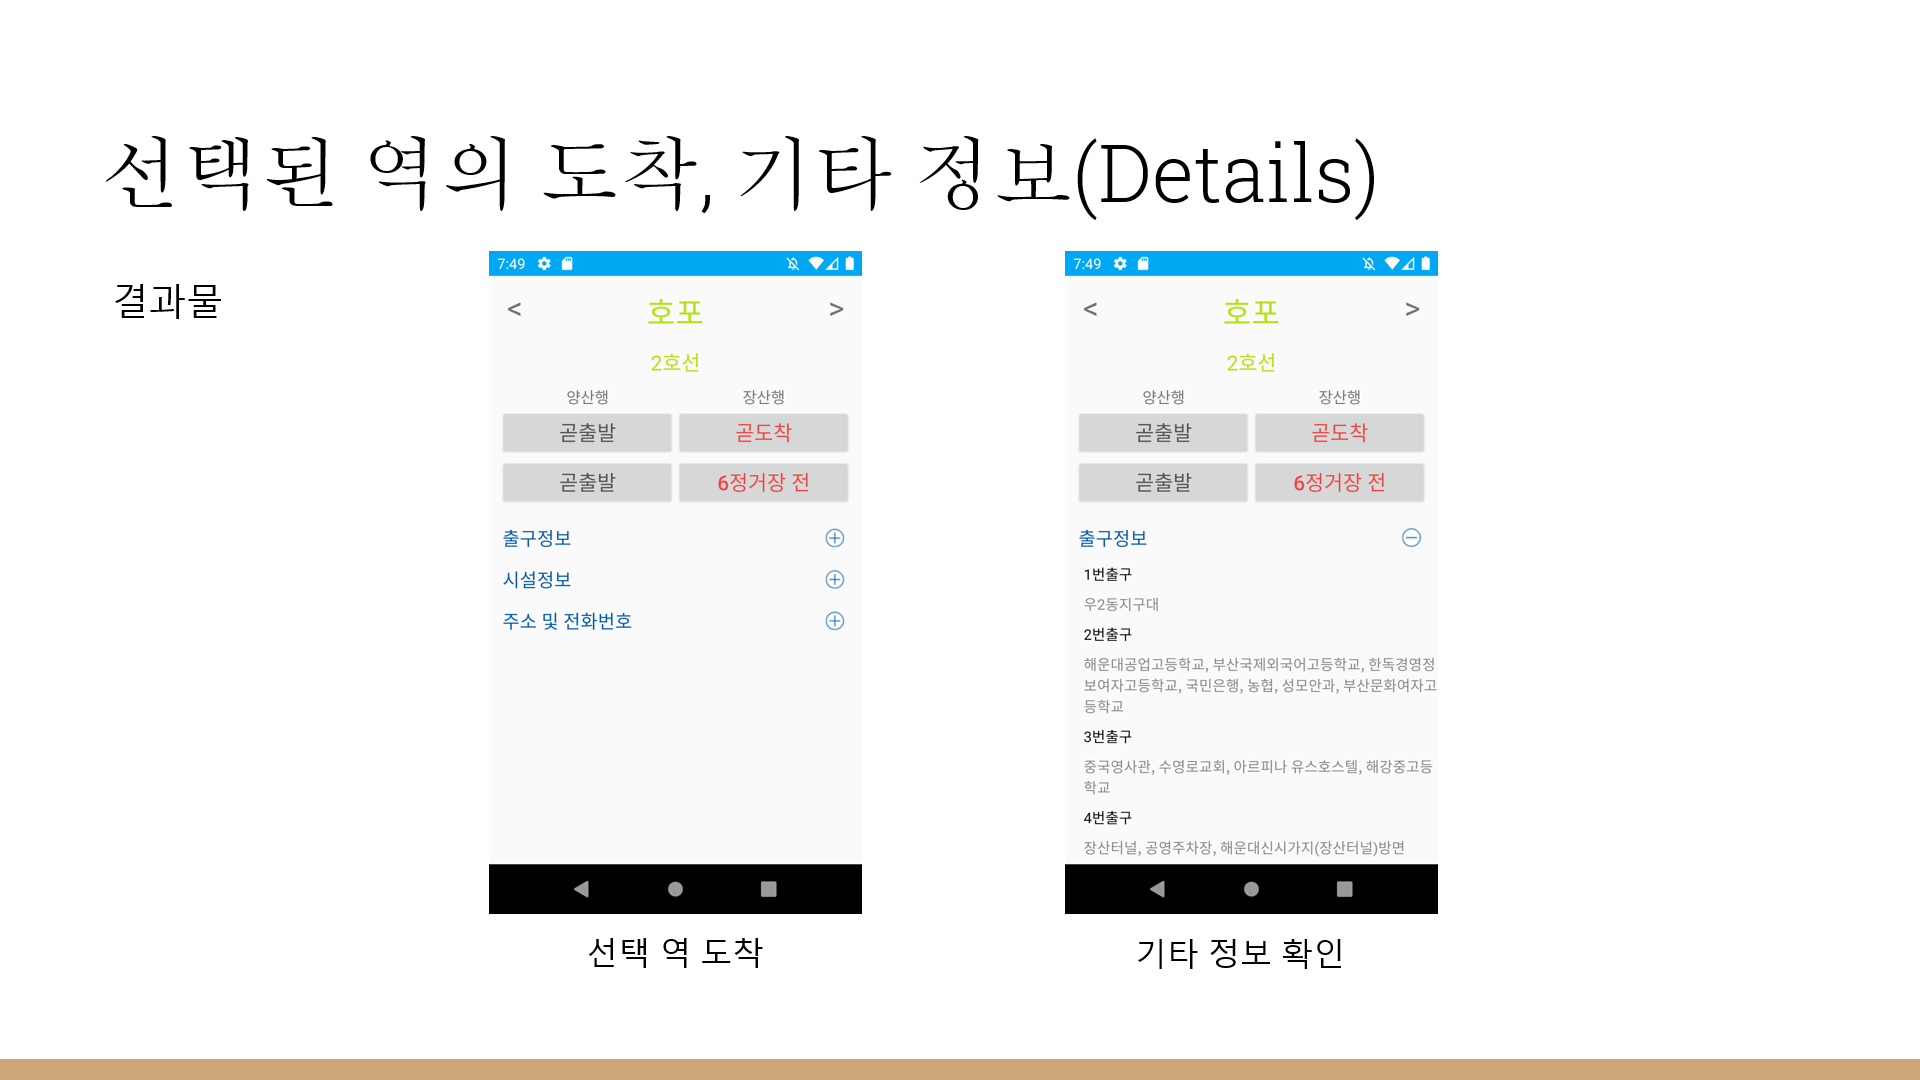 선택된 역의 도착, 기타 정보(Details)
결과물
7:49
<
호포
>
2호선
양산행
장산행
곧출발
곧도착
곧출발
6정거장 전
출구정보
시설정보
주소 및 전화번호
선택 역 도착
7:49
<
호포
>
2호선
양산행
장산행
곧출발
곧도착
곧출발
6정거장 전
출구정보
1번출구
우2동지구대
2번출구
해운대공업고등학교, 부산국제외국어고등학교, 한독경영정
보여자고등학교, 국민은행, 농협, 성모안과, 부산문화여자고
등학교
3번출구
중국영사관, 수영로교회, 아르피나 유스호스텔, 해강중고등
학교
4번출구
장산터널, 공영주차장, 해운대신시가지(장산터널)방면
기타 정보 확인